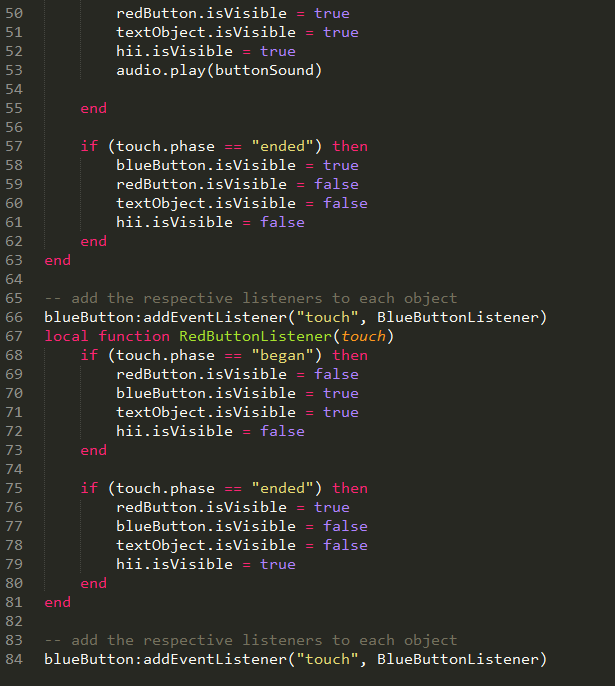 50 redButton.isVisible = true
51 textObject.isVisible = true
52 hii.isVisible = true
53 audio.play(buttonSound)
54
55 end
56
57 if (touch.phase == "ended") then
58 blueButton.isVisible = true
59 redButton.isVisible = false
60 textObject.isVisible = false
61 hii.isVisible = false
62 end
63 end
64
65 -- add the respective listeners to each object
66 blueButton:addEventListener("touch", BlueButtonListener)
67 local function RedButtonListener(touch)
68 if (touch.phase == "began") then
69 redButton.isVisible = false
70 blueButton.isVisible = true
71 textObject.isVisible = true
72 hii.isVisible = false
73 end
74
75 if (touch.phase == "ended") then
76 redButton.isVisible = true
77 blueButton.isVisible = false
78 textObject.isVisible = false
79 hii.isVisible = true
80 end
81 end
82
83 -- add the respective listeners to each object
84 blueButton:addEventListener("touch", BlueButtonListener)